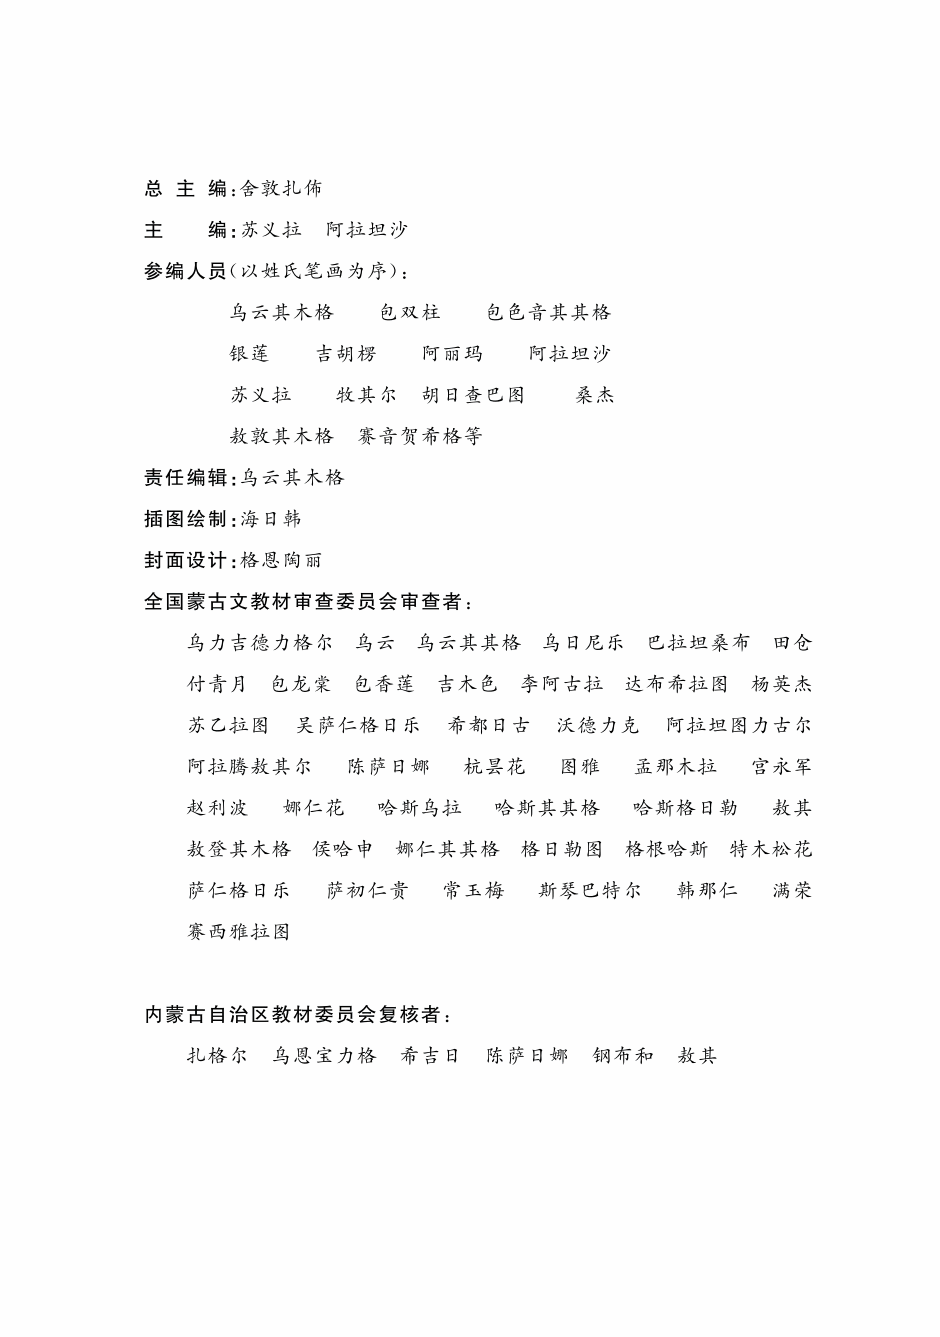 总 主 编:舍敦扎佈
主　　编:苏义拉　阿拉坦沙
参编人员(以姓氏笔画为序):
乌云其木格　　包双柱　　包色音其其格
银莲　　吉胡楞　　阿丽玛　　阿拉坦沙
苏义拉　　牧其尔　胡日查巴图　　桑杰
敖敦其木格　赛音贺希格等
责任编辑:乌云其木格
插图绘制:海日韩
封面设计:格恩陶丽
全国蒙古文教材审查委员会审查者:
乌力吉德力格尔　乌云　乌云其其格　乌日尼乐　巴拉坦桑布　田仓
付青月　包龙棠　包香莲　吉木色　李阿古拉　达布希拉图　杨英杰
苏乙拉图　吴萨仁格日乐　希都日古　沃德力克　阿拉坦图力古尔
阿拉腾敖其尔　陈萨日娜　杭昙花　图雅　孟那木拉　宫永军
赵利波　娜仁花　哈斯乌拉　哈斯其其格　哈斯格日勒　敖其
敖登其木格　侯哈申　娜仁其其格　格日勒图　格根哈斯　特木松花
萨仁格日乐　萨初仁贵　常玉梅　斯琴巴特尔　韩那仁　满荣
赛西雅拉图
内蒙古自治区教材委员会复核者:
扎格尔　乌恩宝力格　希吉日　陈萨日娜　钢布和　敖其